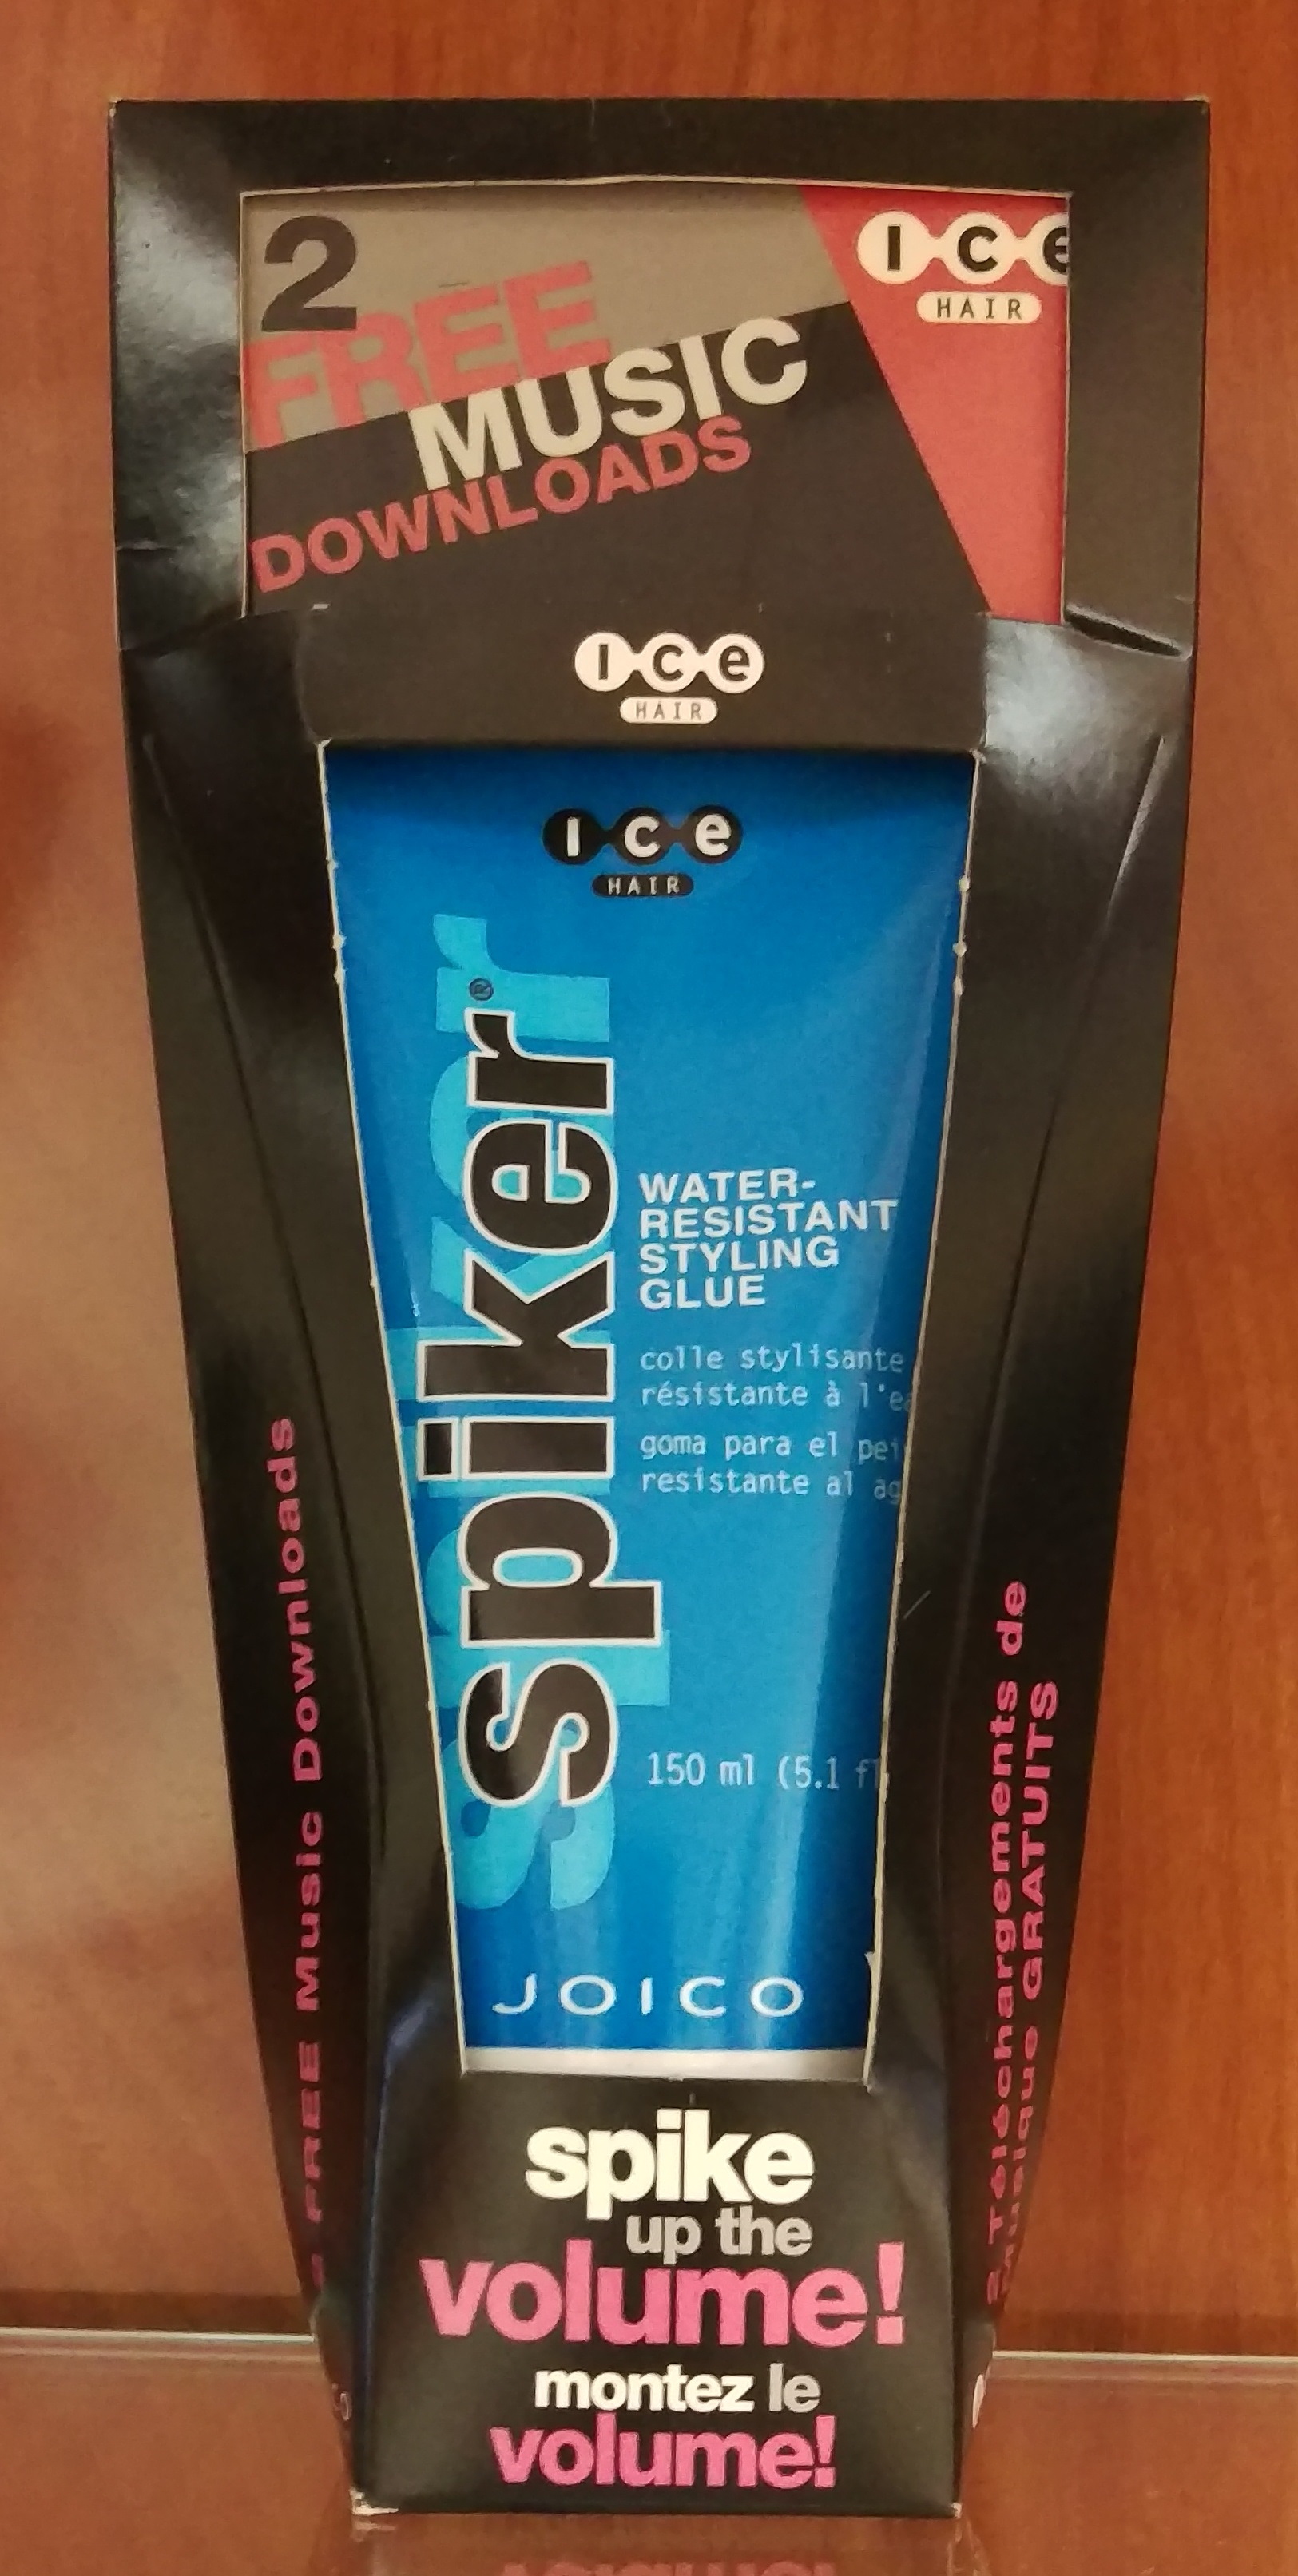 2
FREE
MUSIC
DOWNLOADS
ICE
HAIR
ICE
HAIR
ICE
HAIR
spiker®
WATER-
RESISTANT
STYLING
GLUE
colle stylisante
résistante à l'ea
goma para el pei
resistante al ag
150 ml (5.1 fl
JOICO
FREE Music Downloads
2 Téléchargements de
musique GRATUITS
spike
up the
volume!
montez le
volume!